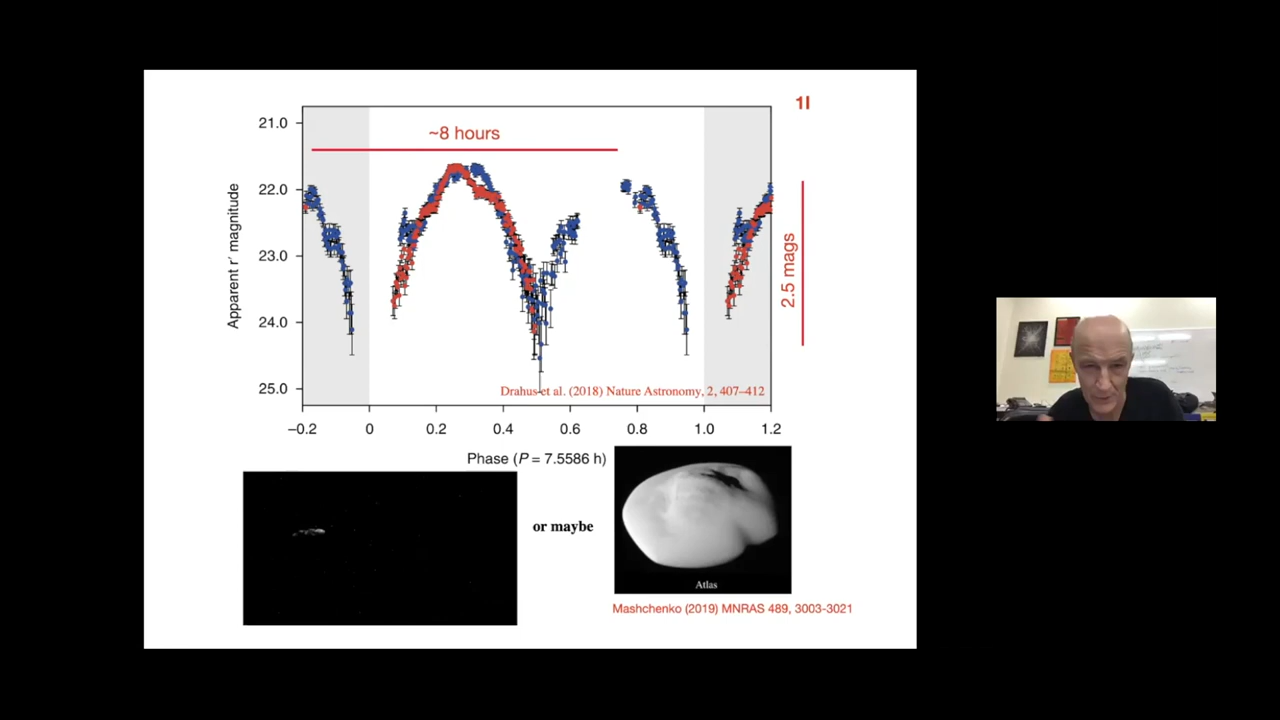 1I
~8 hours
21.0
22.0
23.0
24.0
25.0
Apparent r′ magnitude
2.5 mags
Drahus et al. (2018) Nature Astronomy, 2, 407–412
−0.2 0 0.2 0.4 0.6 0.8 1.0 1.2
Phase (P = 7.5586 h)
or maybe
Atlas
Mashchenko (2019) MNRAS 489, 3003-3021